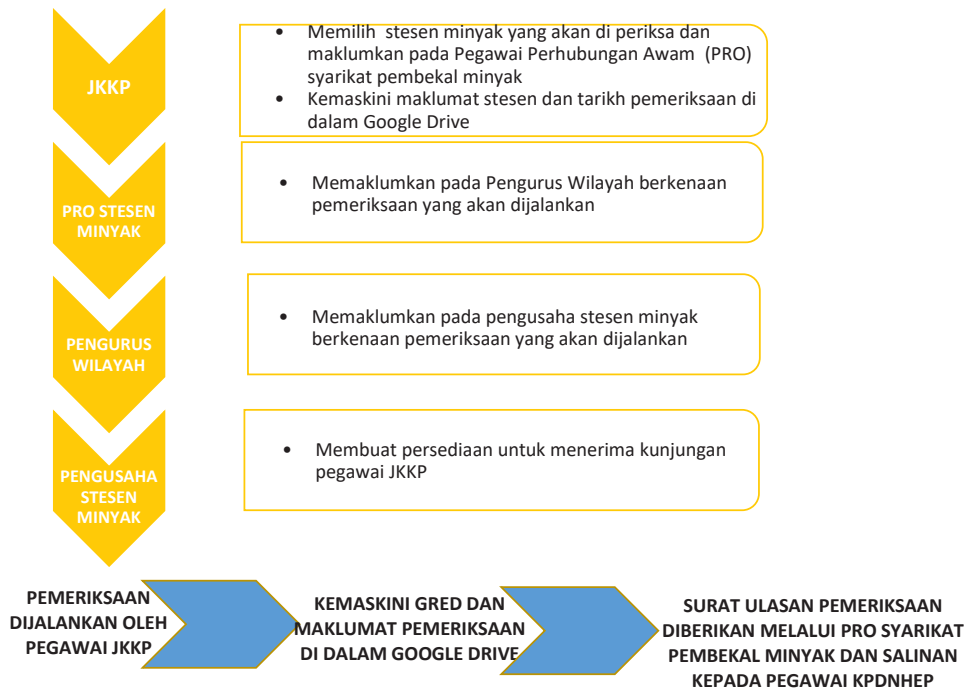 JKKP
• Memilih stesen minyak yang akan di periksa dan
maklumkan pada Pegawai Perhubungan Awam (PRO)
syarikat pembekal minyak
• Kemaskini maklumat stesen dan tarikh pemeriksaan di
dalam Google Drive
PRO STESEN
MINYAK
• Memaklumkan pada Pengurus Wilayah berkenaan
pemeriksaan yang akan dijalankan
PENGURUS
WILAYAH
• Memaklumkan pada pengusaha stesen minyak
berkenaan pemeriksaan yang akan dijalankan
PENGUSAHA
STESEN
MINYAK
• Membuat persediaan untuk menerima kunjungan
pegawai JKKP
PEMERIKSAAN
DIJALANKAN OLEH
PEGAWAI JKKP
KEMASKINI GRED DAN
MAKLUMAT PEMERIKSAAN
DI DALAM GOOGLE DRIVE
SURAT ULASAN PEMERIKSAAN
DIBERIKAN MELALUI PRO SYARIKAT
PEMBEKAL MINYAK DAN SALINAN
KEPADA PEGAWAI KPDNHEP